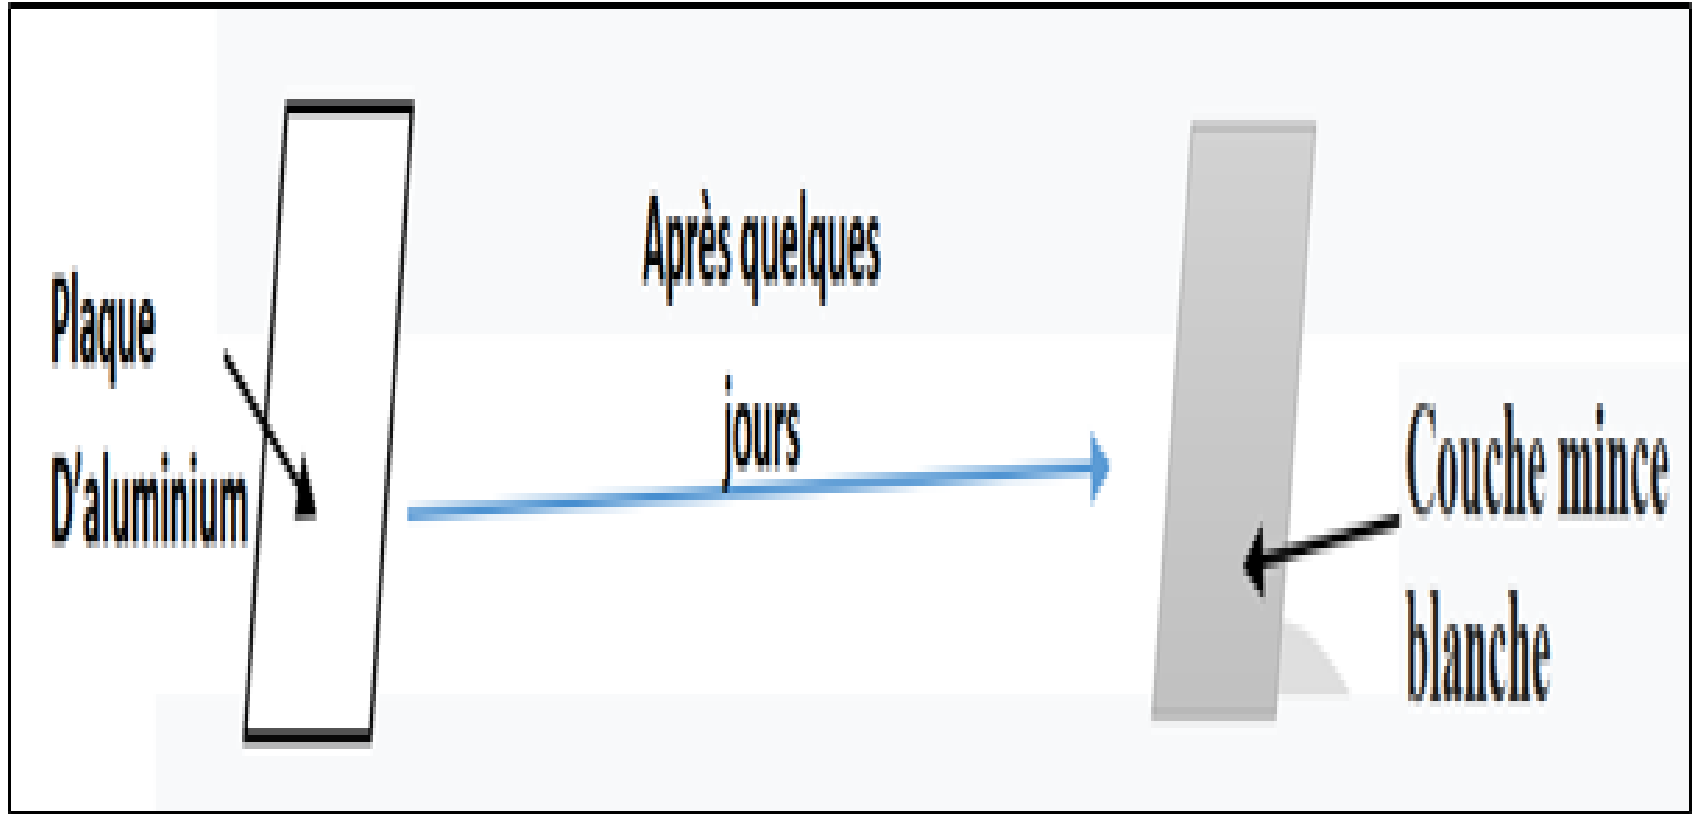 Plaque
D'aluminium
Après quelques
jours
Couche mince
blanche